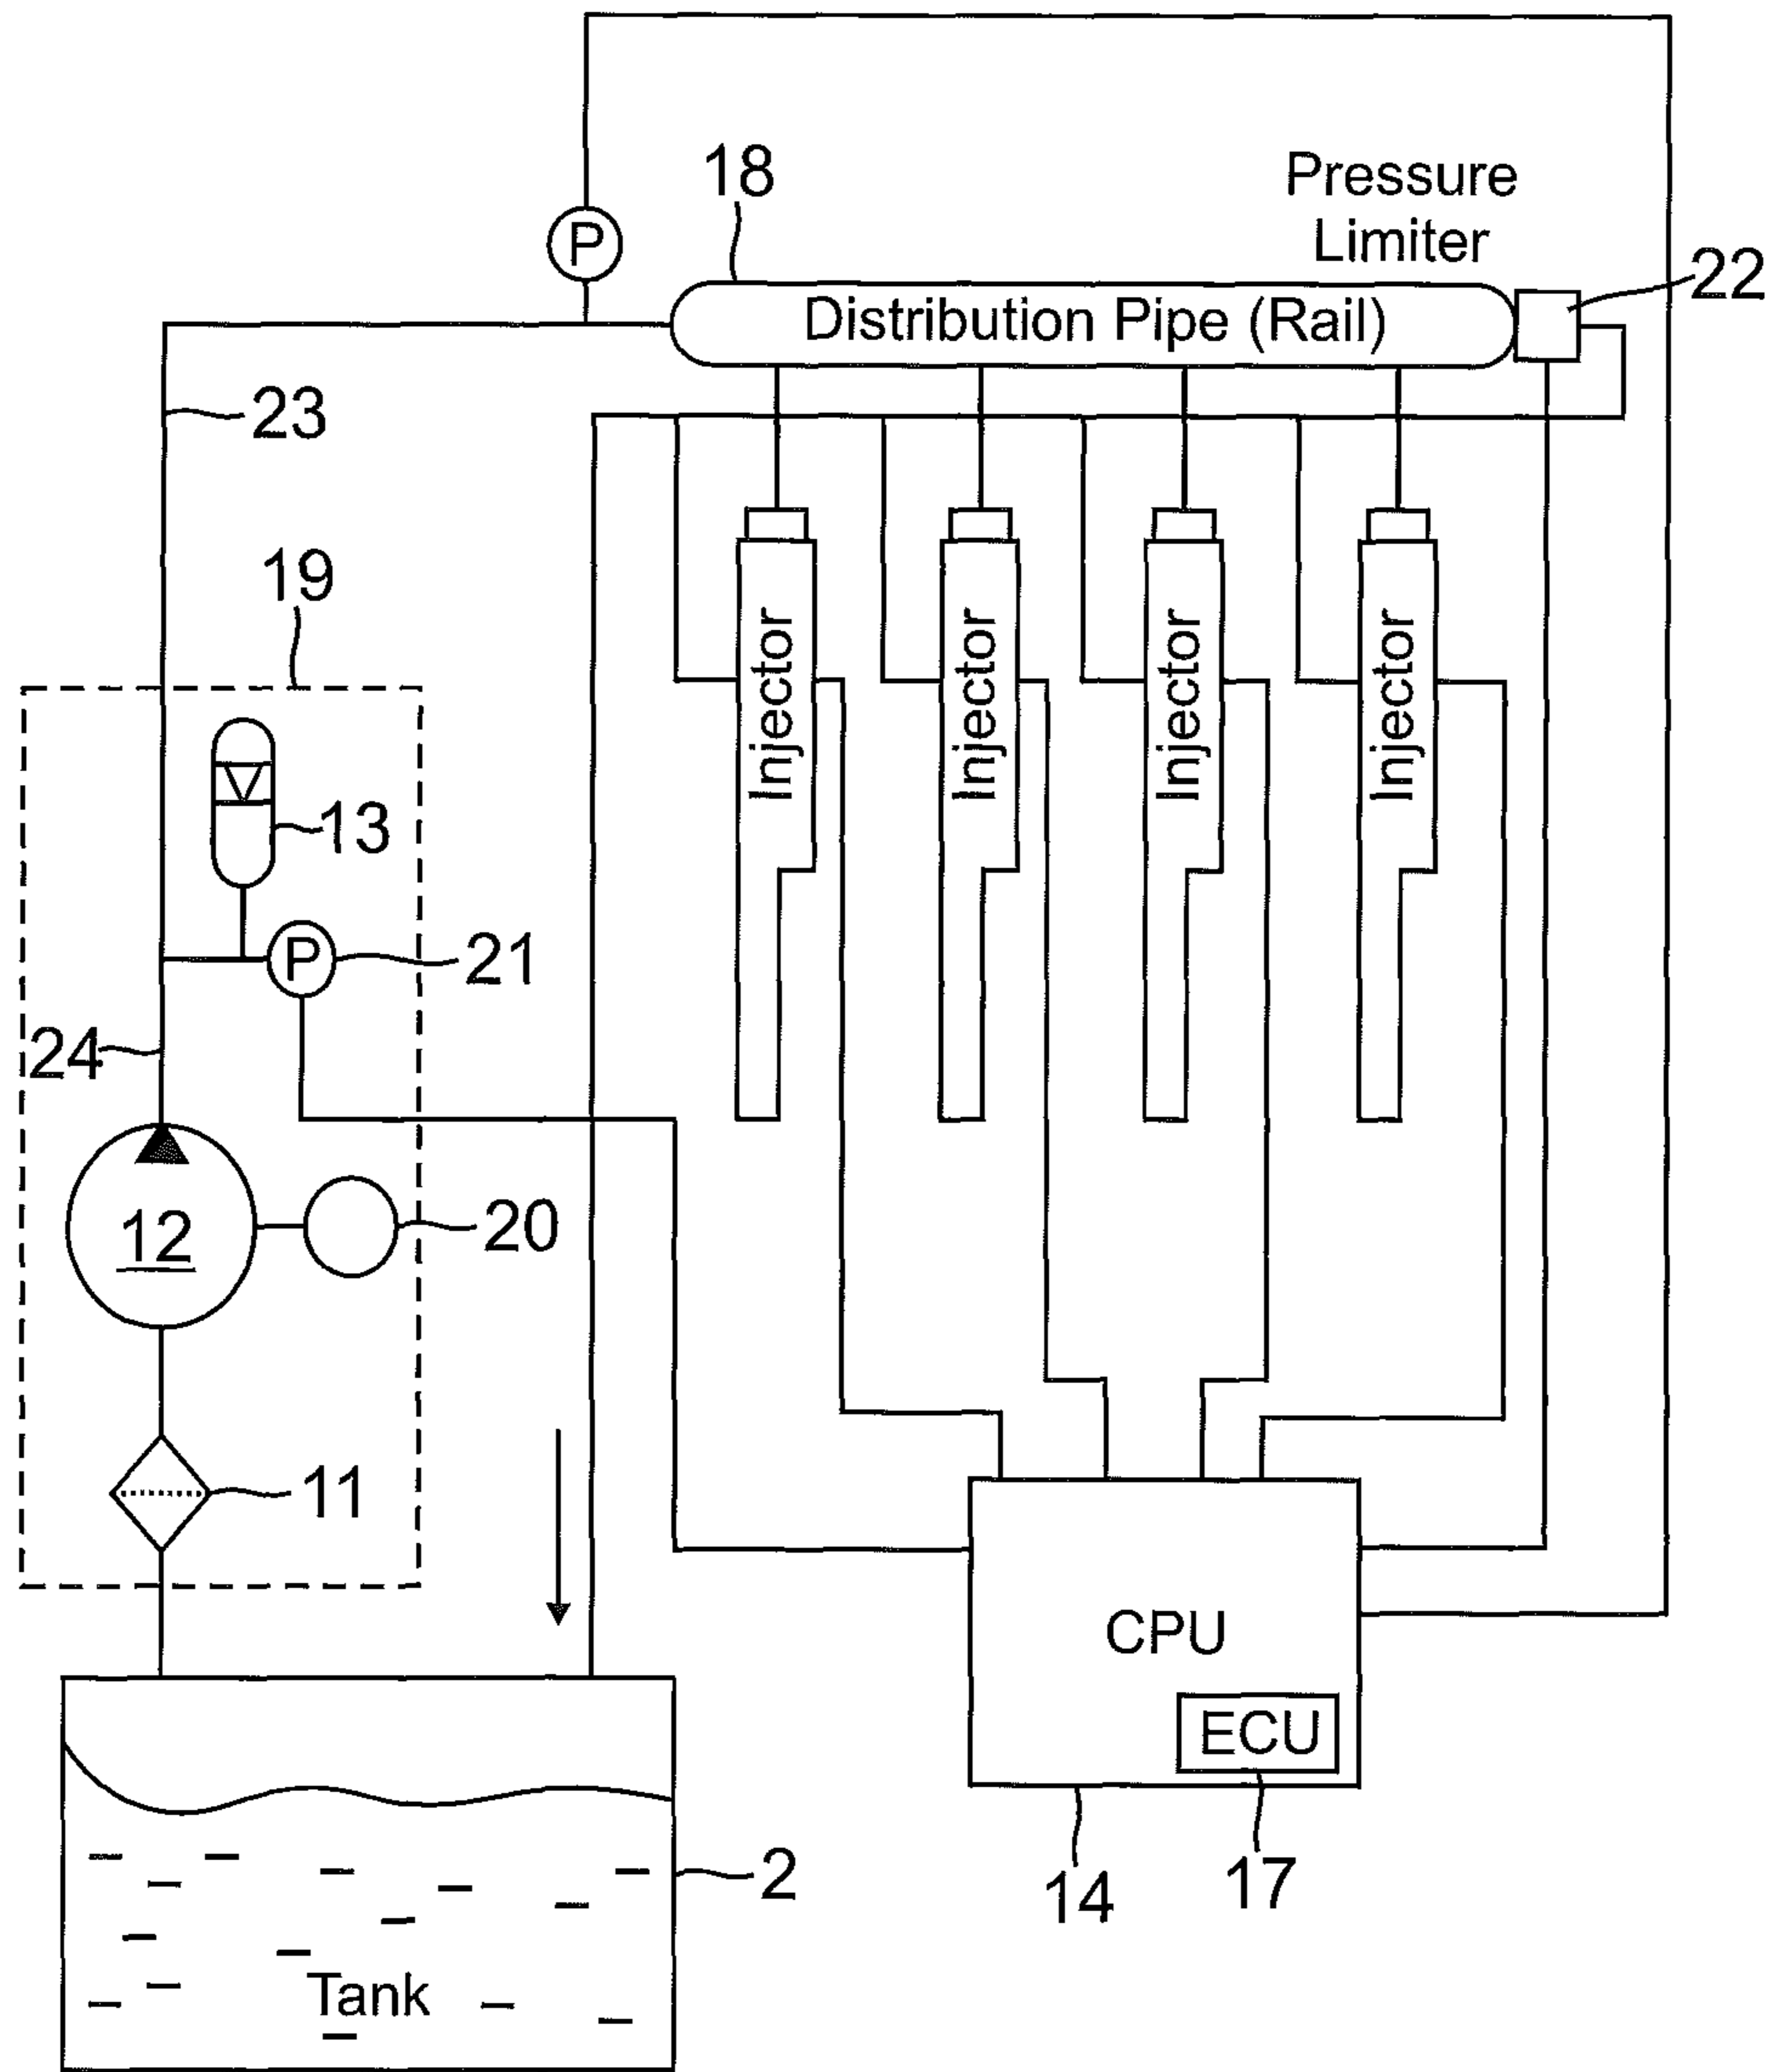 18
Pressure
Limiter
22
P
Distribution Pipe (Rail)
23
19
Injector
Injector
Injector
Injector
13
P
21
24
12
20
11
CPU
ECU
2
14
17
Tank